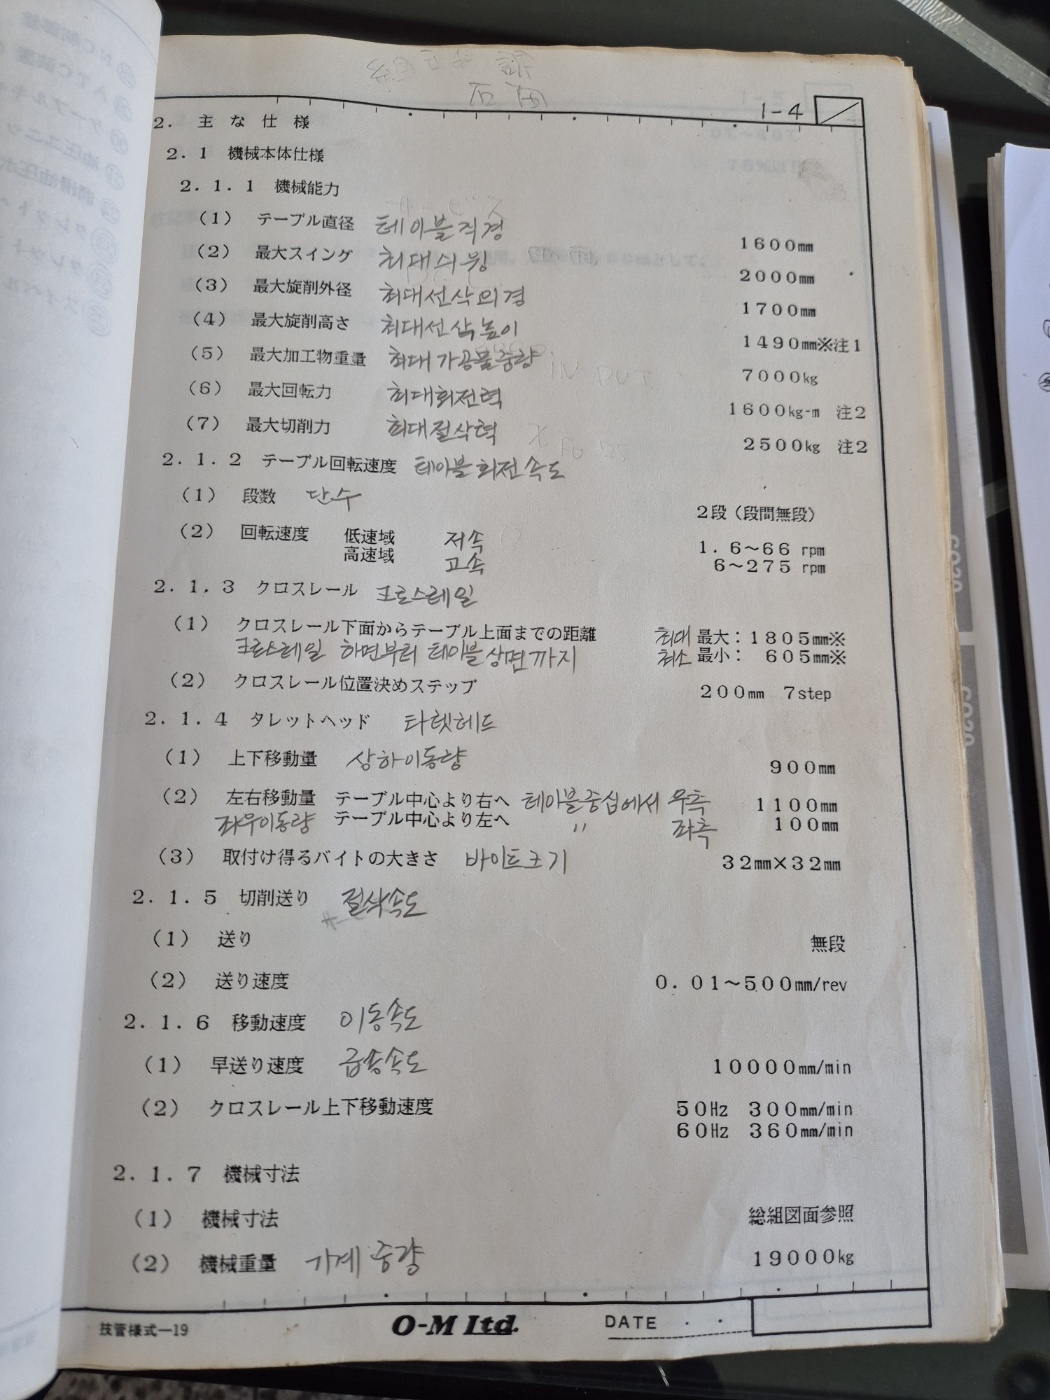 1-4
2. 主な仕様
2.1 機械本体仕様
2.1.1 機械能力
(1) テーブル直径 테이블직경 1600mm
(2) 最大スイング 최대스윙 2000mm
(3) 最大旋削外径 최대선삭외경 1700mm
(4) 最大旋削高さ 최대선삭높이 1490mm※注1
(5) 最大加工物重量 최대가공물중량 7000kg
IN PUT
(6) 最大回転力 최대회전력 1600kg-m 注2
(7) 最大切削力 최대절삭력 2500kg 注2
2.1.2 テーブル回転速度 테이블회전속도
(1) 段数 단수 2段(段間無段)
(2) 回転速度 低速域 저속 1.6~66 rpm
高速域 고속 6~275 rpm
2.1.3 クロスレール 크로스레일
(1) クロスレール下面からテーブル上面までの距離 최대 最大:1805mm※
크로스레일 하면부터 테이블상면까지 최소 最小: 605mm※
(2) クロスレール位置決めステップ 200mm 7step
2.1.4 タレットヘッド 타렛헤드
(1) 上下移動量 상하이동량 900mm
(2) 左右移動量 テーブル中心より右へ 테이블중심에서 우측 1100mm
좌우이동량 テーブル中心より左へ 〃 좌측 100mm
(3) 取付け得るバイトの大きさ 바이트크기 32mm×32mm
2.1.5 切削送り 절삭속도
(1) 送り 無段
(2) 送り速度 0.01~500mm/rev
2.1.6 移動速度 이동속도
(1) 早送り速度 급송속도 10000mm/min
(2) クロスレール上下移動速度 50Hz 300mm/min
60Hz 360mm/min
2.1.7 機械寸法
(1) 機械寸法 総組図面参照
(2) 機械重量 기계중량 19000kg
技管様式—19 O-M ltd. DATE . .